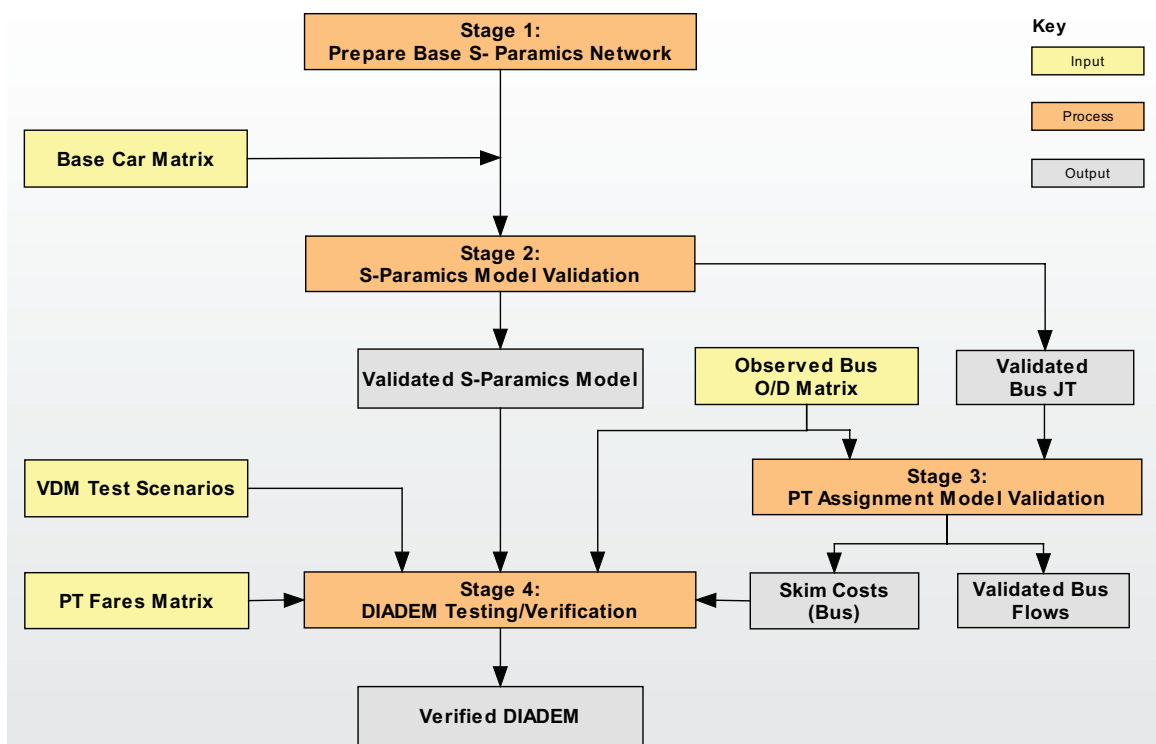 Stage 1:
Prepare Base S- Paramics Network
Key
Input
Process
Output
Base Car Matrix
Stage 2:
S-Paramics Model Validation
Validated S-Paramics Model
Observed Bus
O/D Matrix
Validated
Bus JT
VDM Test Scenarios
Stage 3:
PT Assignment Model Validation
PT Fares Matrix
Stage 4:
DIADEM Testing/Verification
Skim Costs
(Bus)
Validated Bus
Flows
Verified DIADEM